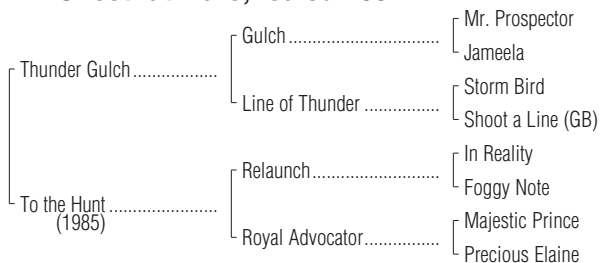 Mr. Prospector
Gulch ................................
Jameela
Thunder Gulch ..................
Storm Bird
Line of Thunder ................
Shoot a Line (GB)
In Reality
Relaunch ...........................
Foggy Note
To the Hunt .......................
(1985)
Majestic Prince
Royal Advocator ................
Precious Elaine